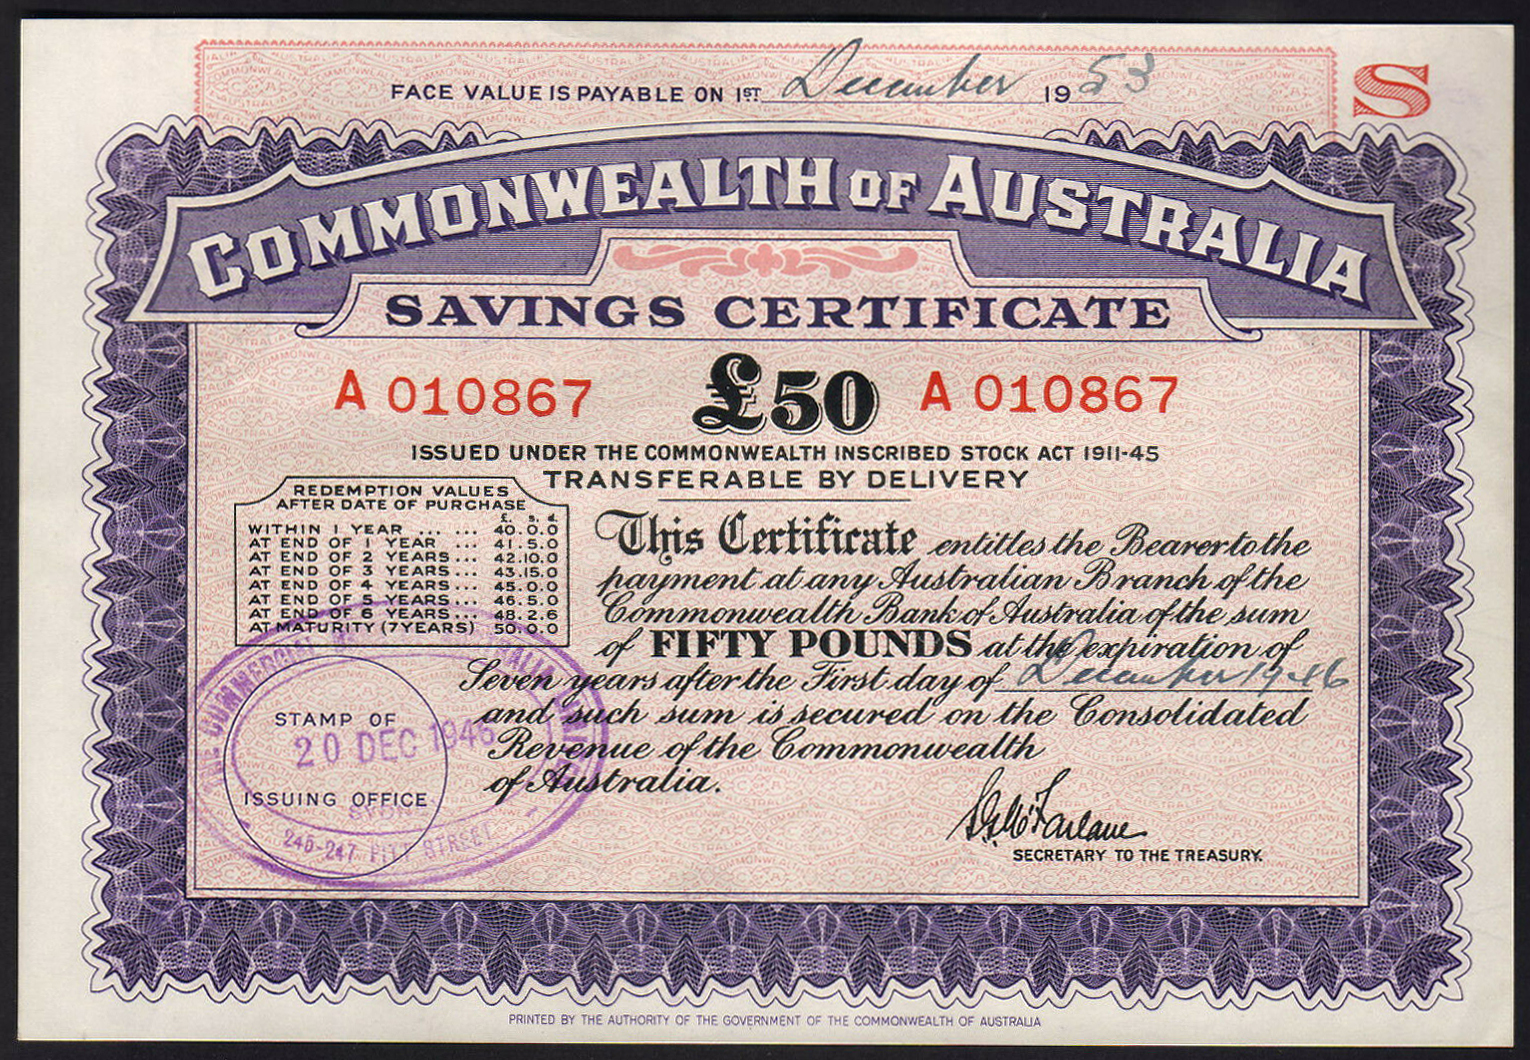 FACE VALUE IS PAYABLE ON 1ST December 1953
S
COMMONWEALTH OF AUSTRALIA
SAVINGS CERTIFICATE
A 010867 £50 A 010867
ISSUED UNDER THE COMMONWEALTH INSCRIBED STOCK ACT 1911-45
TRANSFERABLE BY DELIVERY
REDEMPTION VALUES
AFTER DATE OF PURCHASE
£. s. d.
WITHIN 1 YEAR ... ... 40.0.0
AT END OF 1 YEAR ... 41.5.0
AT END OF 2 YEARS ... 42.10.0
AT END OF 3 YEARS ... 43.15.0
AT END OF 4 YEARS ... 45.0.0
AT END OF 5 YEARS ... 46.5.0
AT END OF 6 YEARS ... 48.2.6
AT MATURITY (7 YEARS) 50.0.0
This Certificate entitles the Bearer to the
payment at any Australian Branch of the
Commonwealth Bank of Australia of the sum
of FIFTY POUNDS at the expiration of
Seven years after the First day of December 1946
and such sum is secured on the Consolidated
Revenue of the Commonwealth
of Australia.
STAMP OF
20 DEC 1946
ISSUING OFFICE
SYDNEY
245-247 PITT STREET
S.G. McFarlane
SECRETARY TO THE TREASURY.
PRINTED BY THE AUTHORITY OF THE GOVERNMENT OF THE COMMONWEALTH OF AUSTRALIA